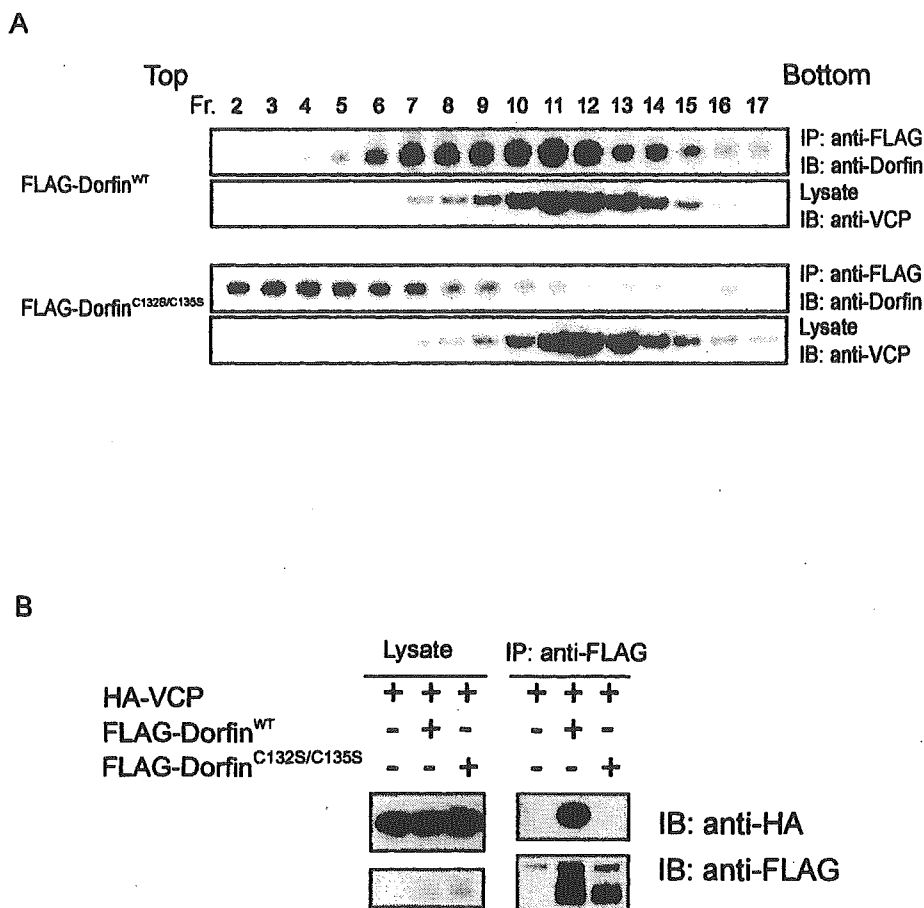 A
Top Bottom
Fr. 2 3 4 5 6 7 8 9 10 11 12 13 14 15 16 17
FLAG-Dorfin^WT
IP: anti-FLAG
IB: anti-Dorfin
Lysate
IB: anti-VCP
FLAG-Dorfin^C132S/C135S
IP: anti-FLAG
IB: anti-Dorfin
Lysate
IB: anti-VCP
B
Lysate IP: anti-FLAG
HA-VCP + + + + + +
FLAG-Dorfin^WT - + - - + -
FLAG-Dorfin^C132S/C135S - - + - - +
IB: anti-HA
IB: anti-FLAG